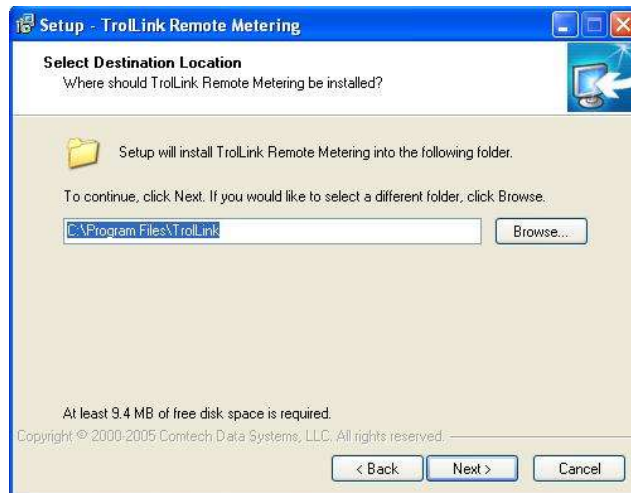 Setup - TrolLink Remote Metering
Select Destination Location
Where should TrolLink Remote Metering be installed?
Setup will install TrolLink Remote Metering into the following folder.
To continue, click Next. If you would like to select a different folder, click Browse.
C:\Program Files\TrolLink
Browse...
At least 9.4 MB of free disk space is required.
Copyright © 2000-2005 Comtech Data Systems, LLC. All rights reserved.
< Back
Next >
Cancel